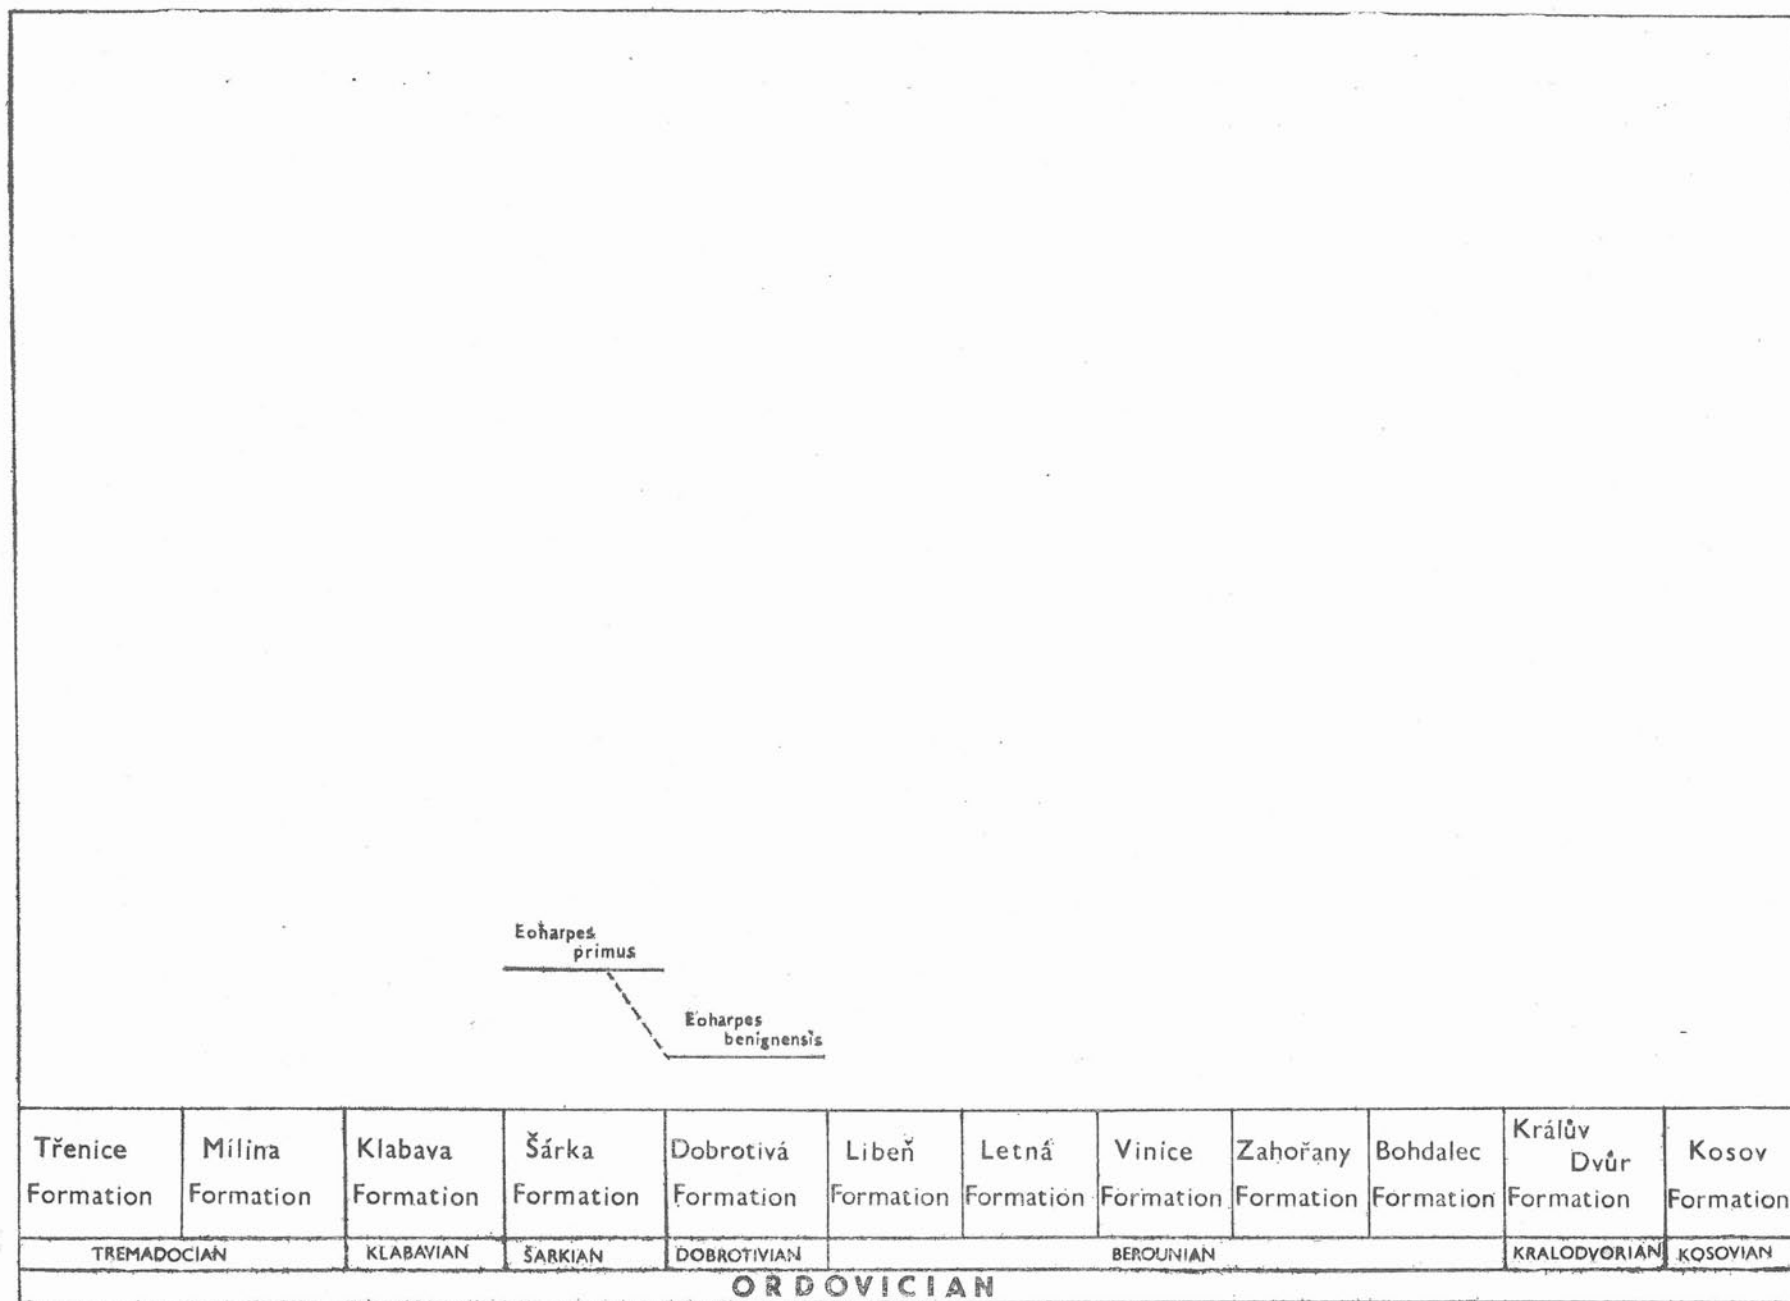 Eoharpes
primus
Eoharpes
benignensis
Třenice
Formation
Milina
Formation
Klabava
Formation
Šárka
Formation
Dobrotivá
Formation
Libeň
Formation
Letná
Formation
Vinice
Formation
Zahořany
Formation
Bohdalec
Formation
Králův
Dvůr
Formation
Kosov
Formation
TREMADOCIAN
KLABAVIAN
ŠARKIAN
DOBROTIVIAN
BEROUNIAN
KRALODVORIAN
KOSOVIAN
ORDOVICIAN